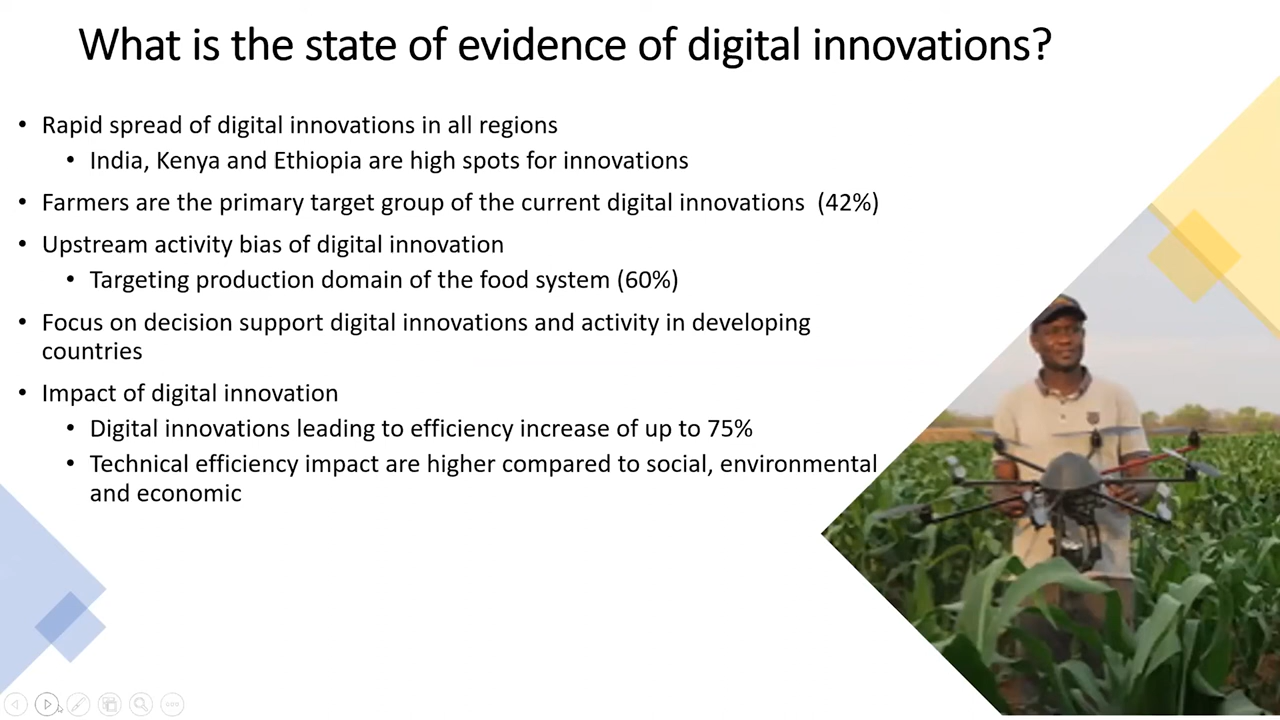 What is the state of evidence of digital innovations?
• Rapid spread of digital innovations in all regions
• India, Kenya and Ethiopia are high spots for innovations
• Farmers are the primary target group of the current digital innovations (42%)
• Upstream activity bias of digital innovation
• Targeting production domain of the food system (60%)
• Focus on decision support digital innovations and activity in developing
countries
• Impact of digital innovation
• Digital innovations leading to efficiency increase of up to 75%
• Technical efficiency impact are higher compared to social, environmental
and economic